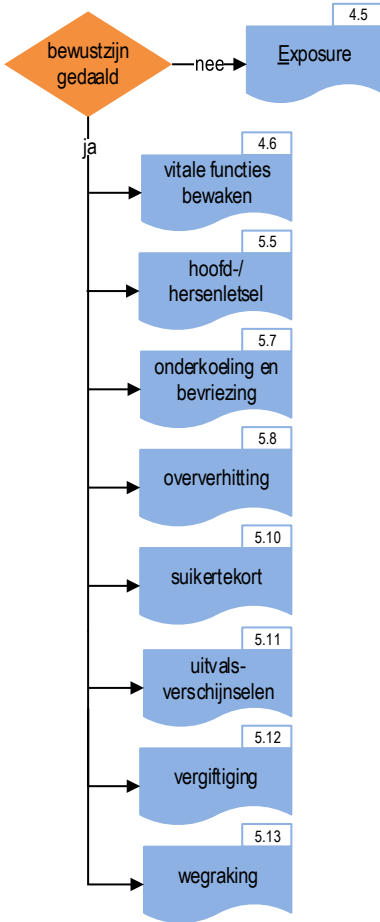 4.5
bewustzijn
gedaald
nee
Exposure
ja
4.6
vitale functies
bewaken
5.5
hoofd-/
hersenletsel
5.7
onderkoeling en
bevriezing
5.8
oververhitting
5.10
suikertekort
5.11
uitvals-
verschijnselen
5.12
vergiftiging
5.13
wegraking